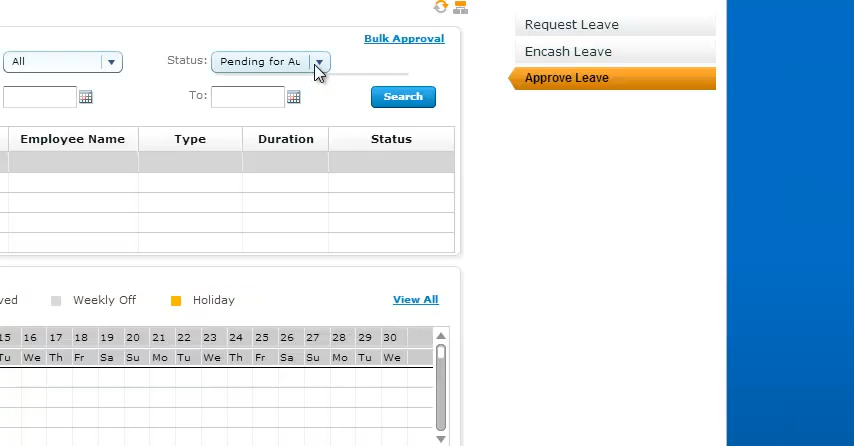 Bulk Approval
All
Status:
Pending for Au
To:
Search
Employee Name
Type
Duration
Status
ved
Weekly Off
Holiday
View All
15 16 17 18 19 20 21 22 23 24 25 26 27 28 29 30
Tu We Th Fr Sa Su Mo Tu We Th Fr Sa Su Mo Tu We
Request Leave
Encash Leave
Approve Leave